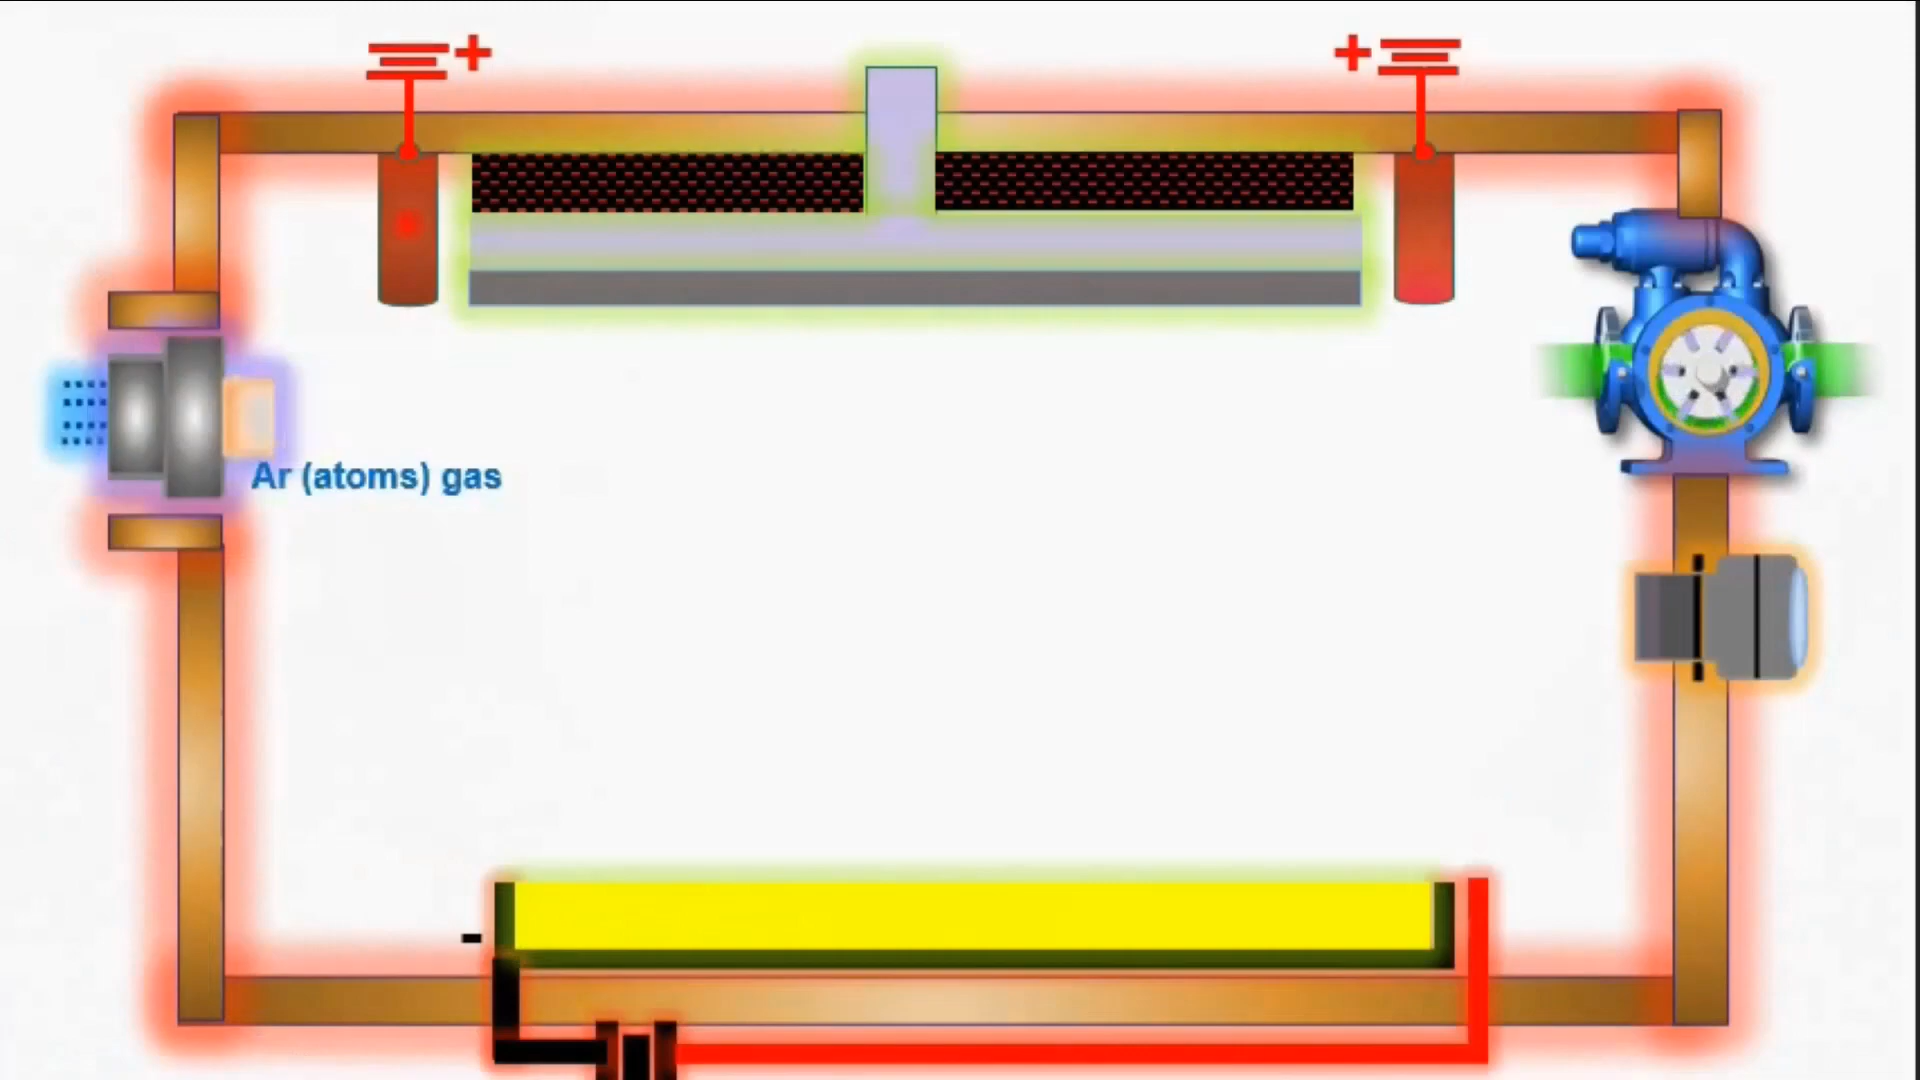 +
+
Ar (atoms) gas
-